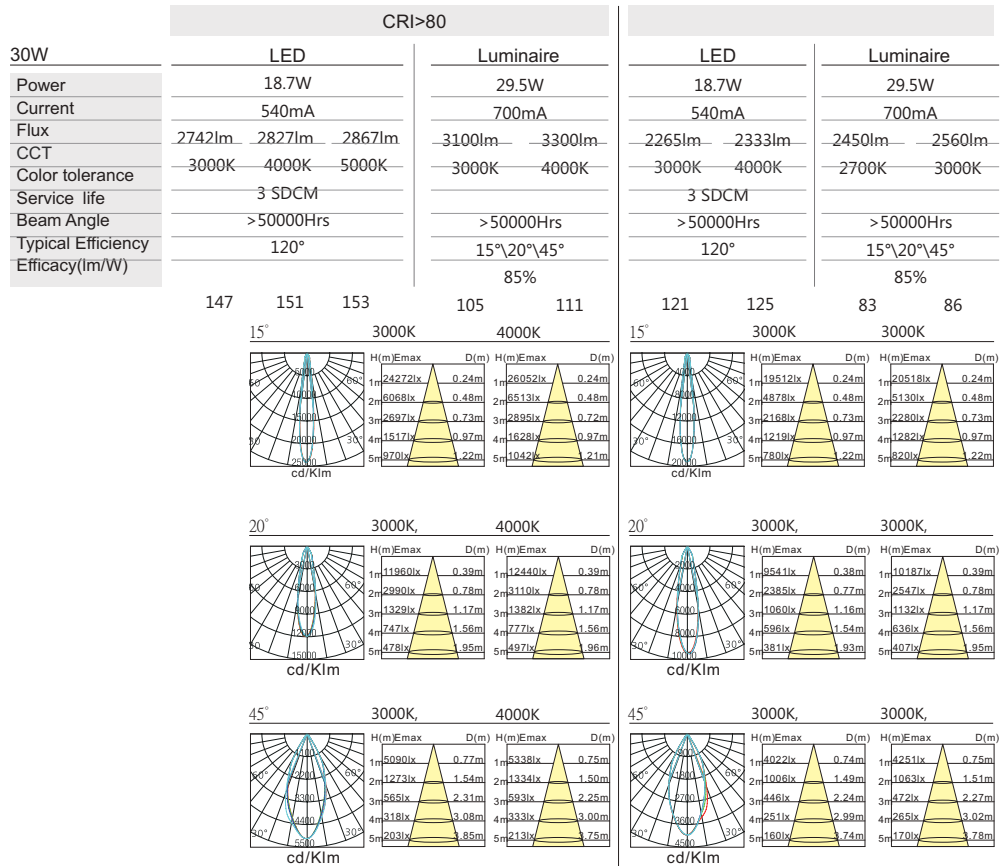 CRI>80
30W LED Luminaire LED Luminaire
Power 18.7W 29.5W 18.7W 29.5W
Current 540mA 700mA 540mA 700mA
Flux 2742lm 2827lm 2867lm 3100lm 3300lm 2265lm 2333lm 2450lm 2560lm
CCT 3000K 4000K 5000K 3000K 4000K 3000K 4000K 2700K 3000K
Color tolerance 3 SDCM 3 SDCM
Service life >50000Hrs >50000Hrs >50000Hrs >50000Hrs
Beam Angle 120° 15°\20°\45° 120° 15°\20°\45°
Typical Efficiency 85% 85%
Efficacy(lm/W) 147 151 153 105 111 121 125 83 86
15° 3000K 4000K 15° 3000K 3000K
H(m)Emax D(m) H(m)Emax D(m) H(m)Emax D(m) H(m)Emax D(m)
1m 24272lx 0.24m 26052lx 0.24m 1m 19512lx 0.24m 1m 20518lx 0.24m
2m 6068lx 0.48m 2m 6513lx 0.48m 2m 4878lx 0.48m 2m 5130lx 0.48m
3m 2697lx 0.73m 3m 2895lx 0.72m 3m 2168lx 0.73m 3m 2280lx 0.73m
4m 1517lx 0.97m 4m 1628lx 0.97m 4m 1219lx 0.97m 4m 1282lx 0.97m
5m 970lx 1.22m 5m 1042lx 1.21m 5m 780lx 1.22m 5m 820lx 1.22m
cd/Klm cd/Klm
20° 3000K, 4000K 20° 3000K, 3000K,
H(m)Emax D(m) H(m)Emax D(m) H(m)Emax D(m) H(m)Emax D(m)
1m 11960lx 0.39m 1m 12440lx 0.39m 1m 9541lx 0.38m 1m 10187lx 0.39m
2m 2990lx 0.78m 2m 3110lx 0.78m 2m 2385lx 0.77m 2m 2547lx 0.78m
3m 1329lx 1.17m 3m 1382lx 1.17m 3m 1060lx 1.16m 3m 1132lx 1.17m
4m 747lx 1.56m 4m 777lx 1.56m 4m 596lx 1.54m 4m 636lx 1.56m
5m 478lx 1.95m 5m 497lx 1.96m 5m 381lx 1.93m 5m 407lx 1.95m
cd/Klm cd/Klm
45° 3000K, 4000K 45° 3000K, 3000K,
H(m)Emax D(m) H(m)Emax D(m) H(m)Emax D(m) H(m)Emax D(m)
1m 5090lx 0.77m 1m 5338lx 0.75m 1m 4022lx 0.74m 1m 4251lx 0.75m
2m 1273lx 1.54m 2m 1334lx 1.50m 2m 1006lx 1.49m 2m 1063lx 1.51m
3m 565lx 2.31m 3m 593lx 2.25m 3m 446lx 2.24m 3m 472lx 2.27m
4m 318lx 3.08m 4m 333lx 3.00m 4m 251lx 2.99m 4m 265lx 3.02m
5m 203lx 3.85m 5m 213lx 3.75m 5m 160lx 3.74m 5m 170lx 3.78m
cd/Klm cd/Klm